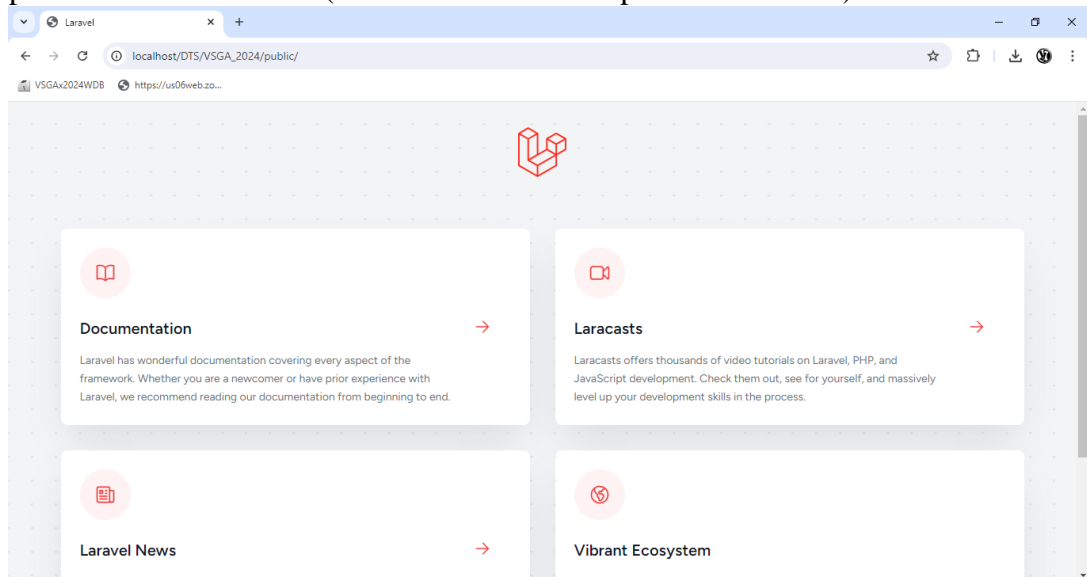 Laravel
localhost/DTS/VSGA_2024/public/
VSGAx2024WDB https://us06web.zo...
Documentation
Laravel has wonderful documentation covering every aspect of the
framework. Whether you are a newcomer or have prior experience with
Laravel, we recommend reading our documentation from beginning to end.
Laracasts
Laracasts offers thousands of video tutorials on Laravel, PHP, and
JavaScript development. Check them out, see for yourself, and massively
level up your development skills in the process.
Laravel News
Vibrant Ecosystem